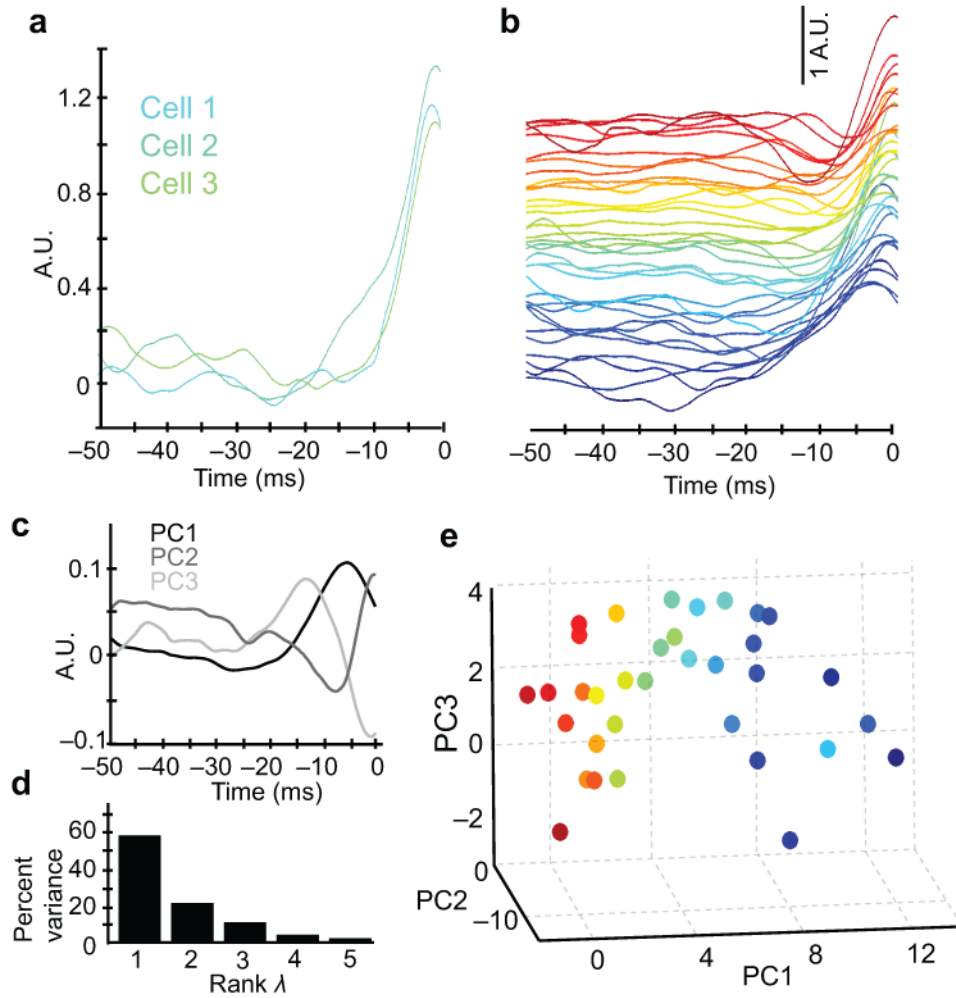 a
1.2
0.8
0.4
0
A.U.
Cell 1
Cell 2
Cell 3
–50 –40 –30 –20 –10 0
Time (ms)
b
1 A.U.
–50 –40 –30 –20 –10 0
Time (ms)
c
PC1
PC2
PC3
0.1
0
–0.1
A.U.
–50 –40 –30 –20 –10 0
Time (ms)
d
60
40
20
0
Percent
variance
1 2 3 4 5
Rank λ
e
4
2
0
–2
PC3
0
–10
PC2
0 4 8 12
PC1